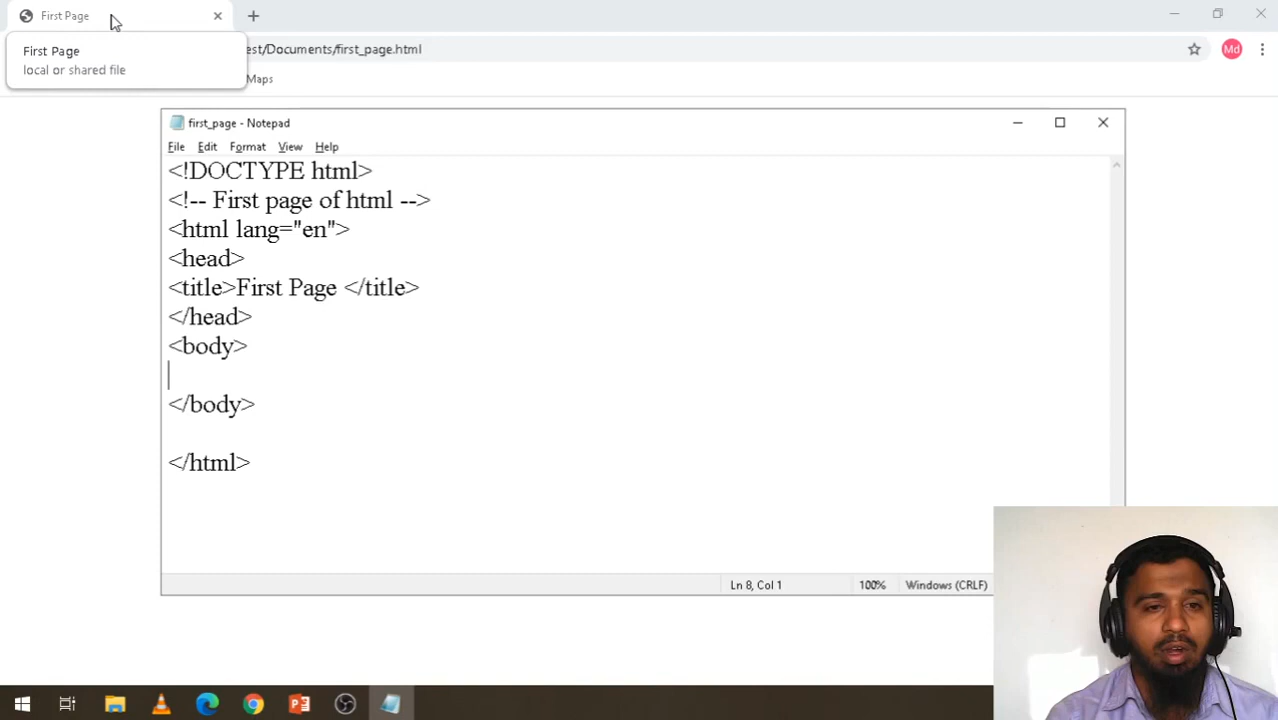 First Page
First Page
local or shared file
est/Documents/first_page.html
Md
Maps
first_page - Notepad
File Edit Format View Help
<!DOCTYPE html>
<!-- First page of html -->
<html lang="en">
<head>
<title>First Page </title>
</head>
<body>
</body>
</html>
Ln 8, Col 1 100% Windows (CRLF)